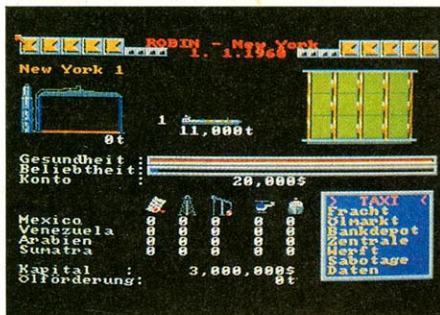 ROBIN - New York
1. 1.1960
New York 1
0t
1
11,000t
Gesundheit :
Beliebtheit:
Konto 20,000$
Mexico 0 0 0 0 0
Venezuela 0 0 0 0 0
Arabien 0 0 0 0 0
Sumatra 0 0 0 0 0
Kapital : 3,000,000$
Ölförderung: 0t
> TAXI <
Fracht
Ölmarkt
Bankdepot
Zentrale
Werft
Sabotage
Daten